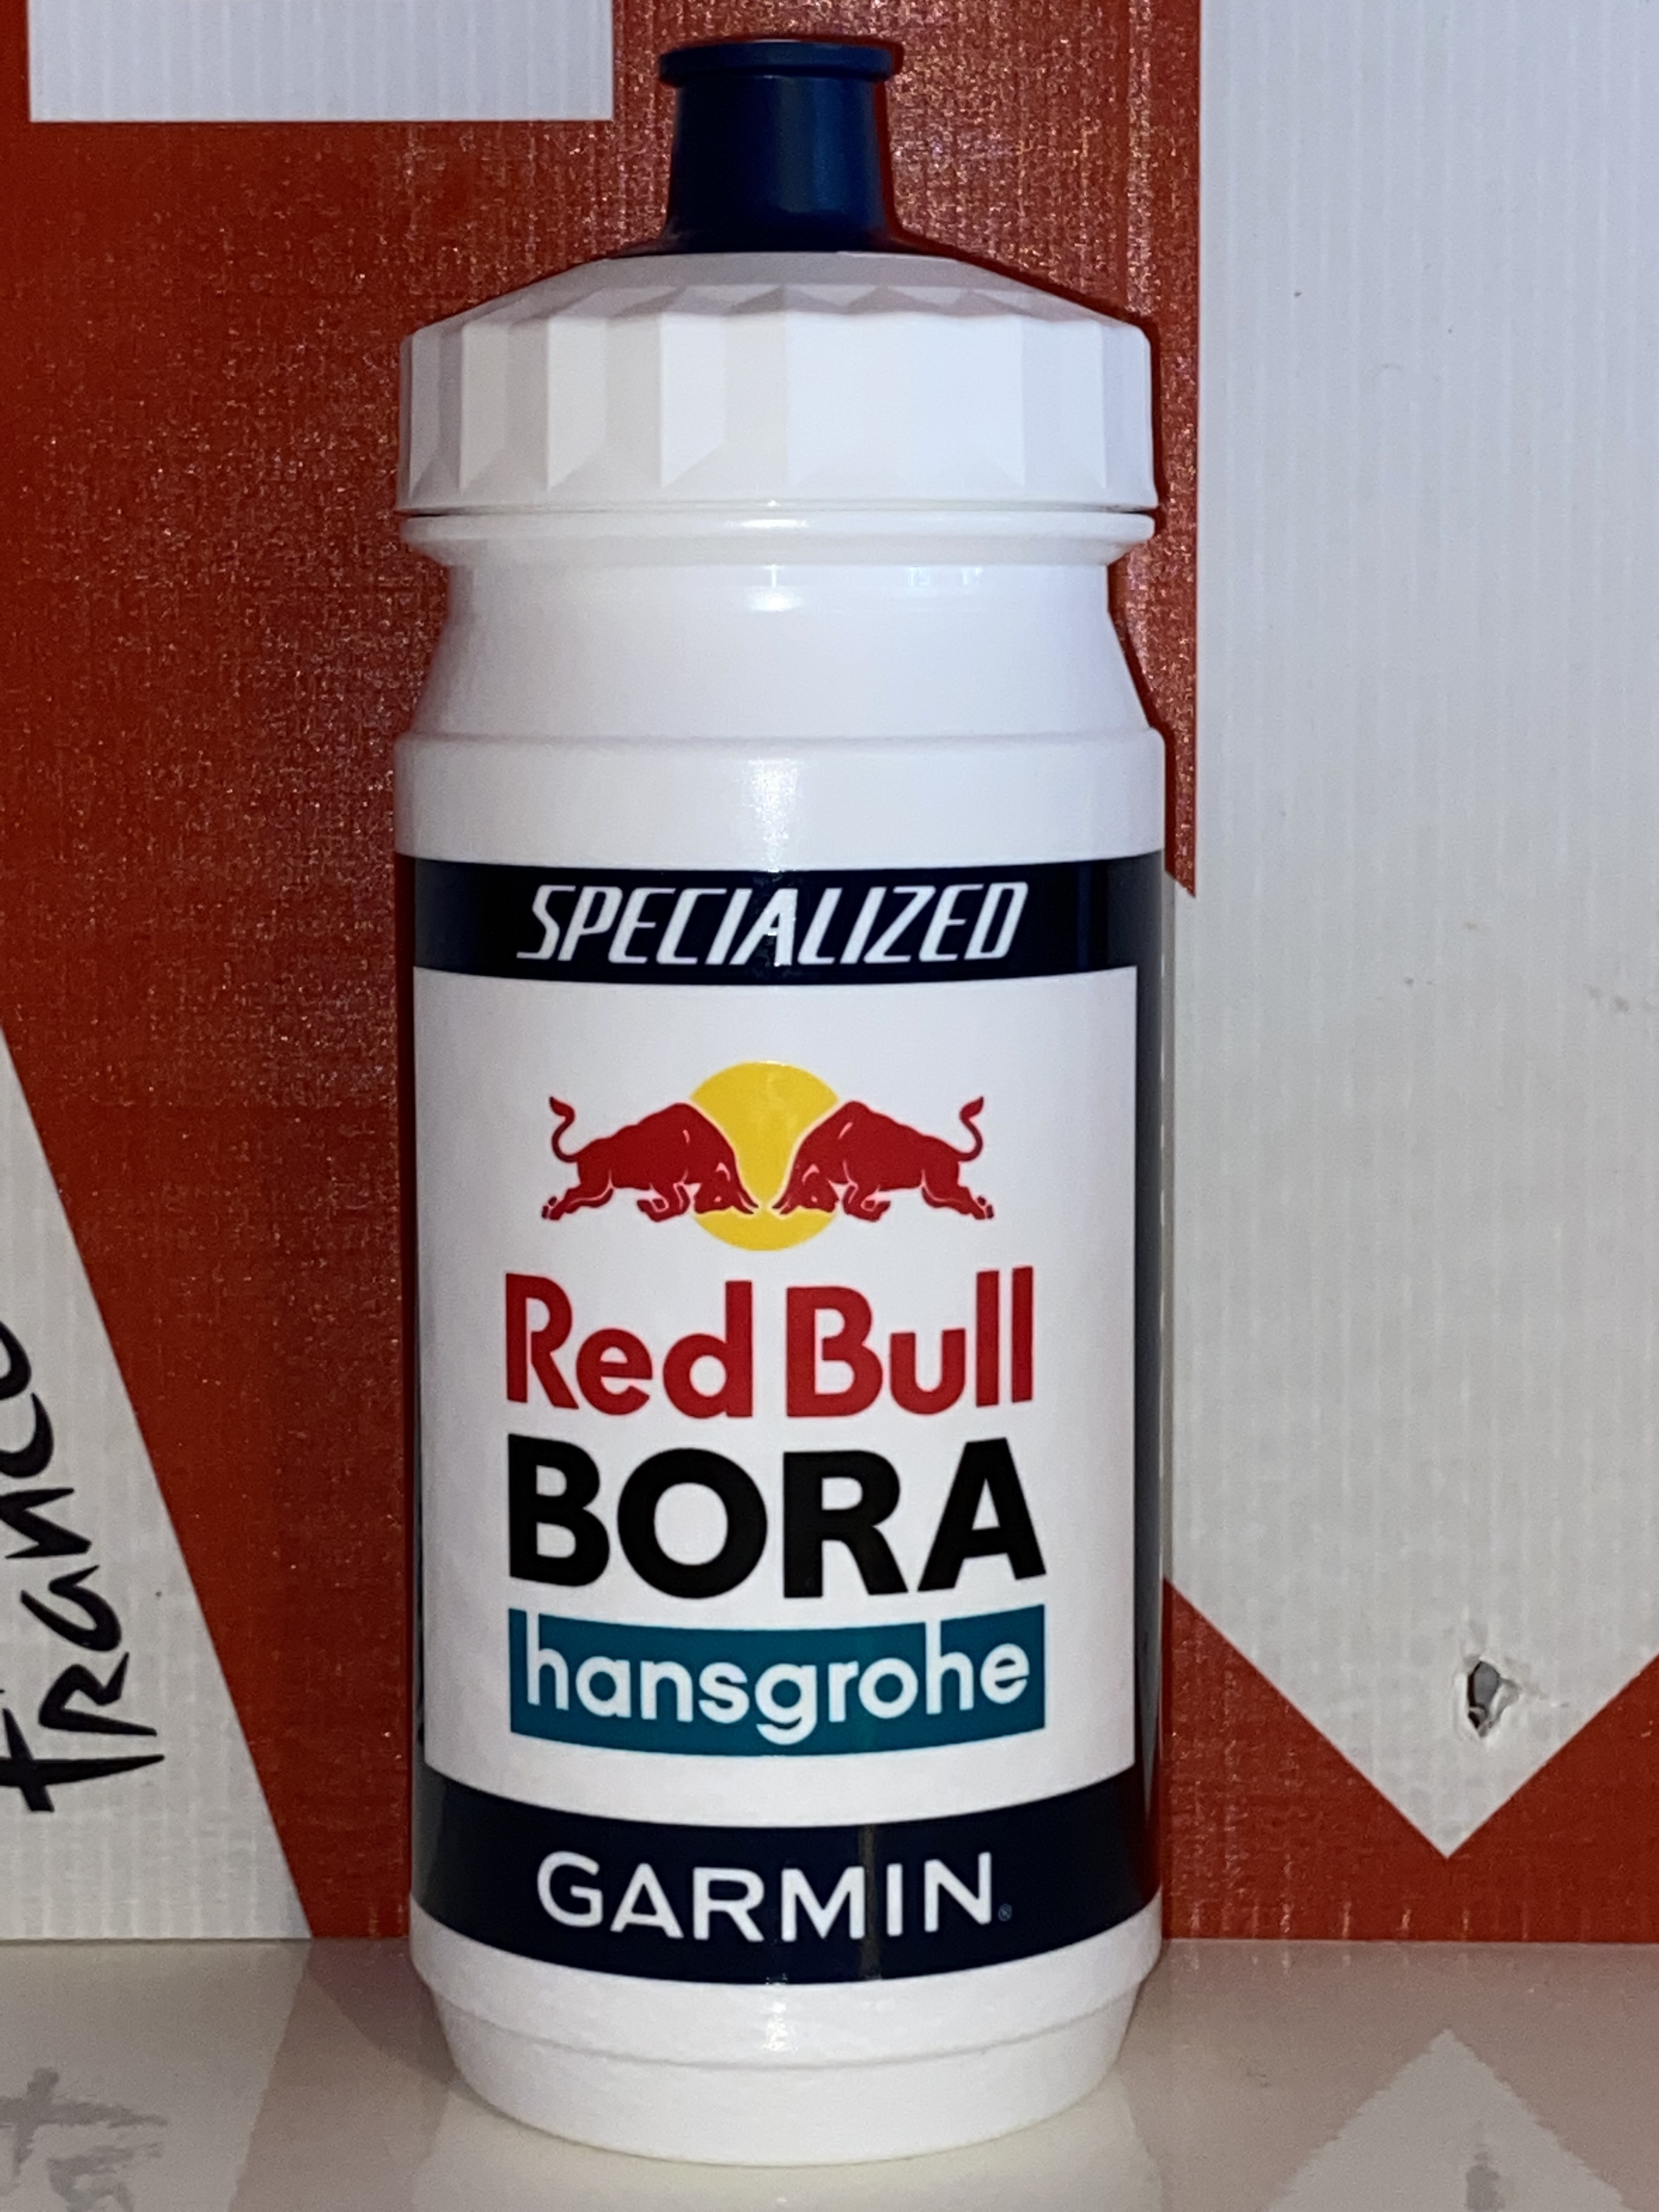 SPECIALIZED
Red Bull
BORA
hansgrohe
GARMIN®